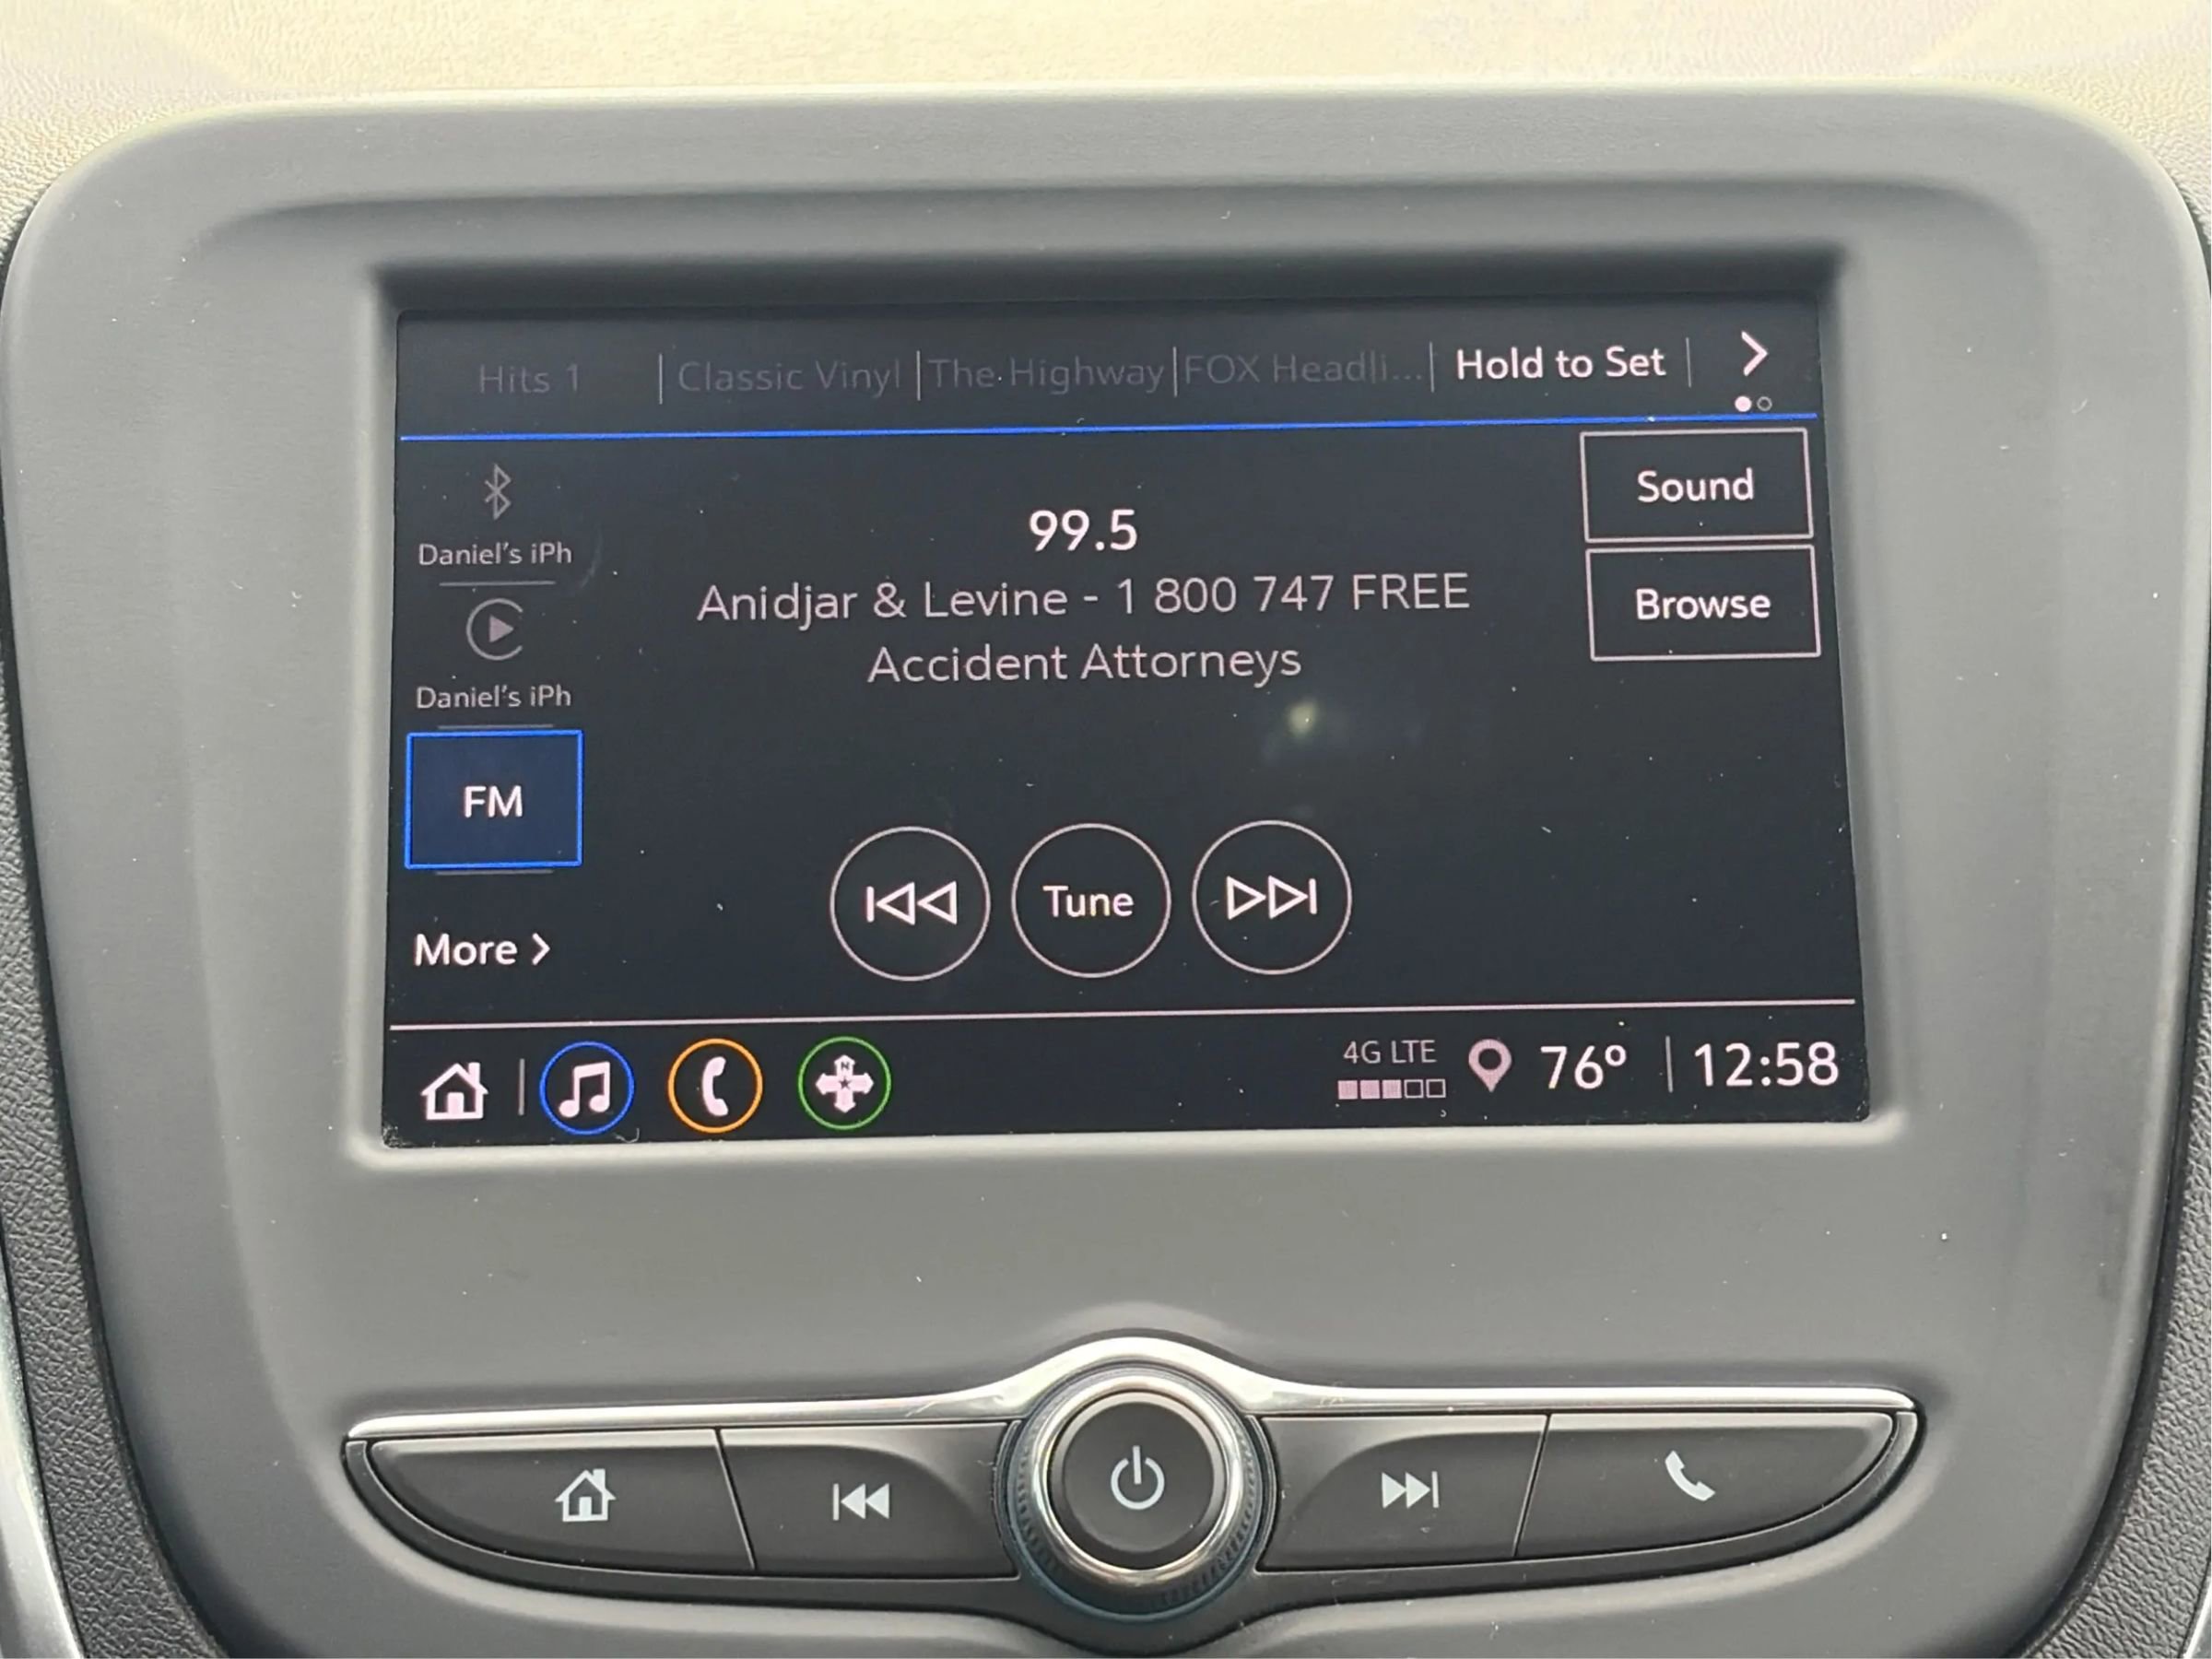 Hits 1 Classic Vinyl The Highway FOX Headli... Hold to Set
Sound
Browse
Daniel's iPh
Daniel's iPh
FM
More
99.5
Anidjar & Levine - 1 800 747 FREE
Accident Attorneys
Tune
4G LTE 76° 12:58
N